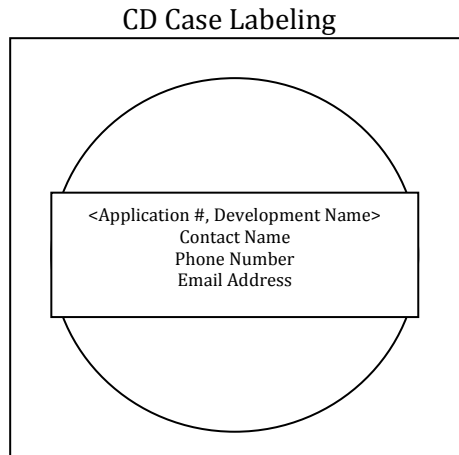 CD Case Labeling
<Application #, Development Name>
Contact Name
Phone Number
Email Address